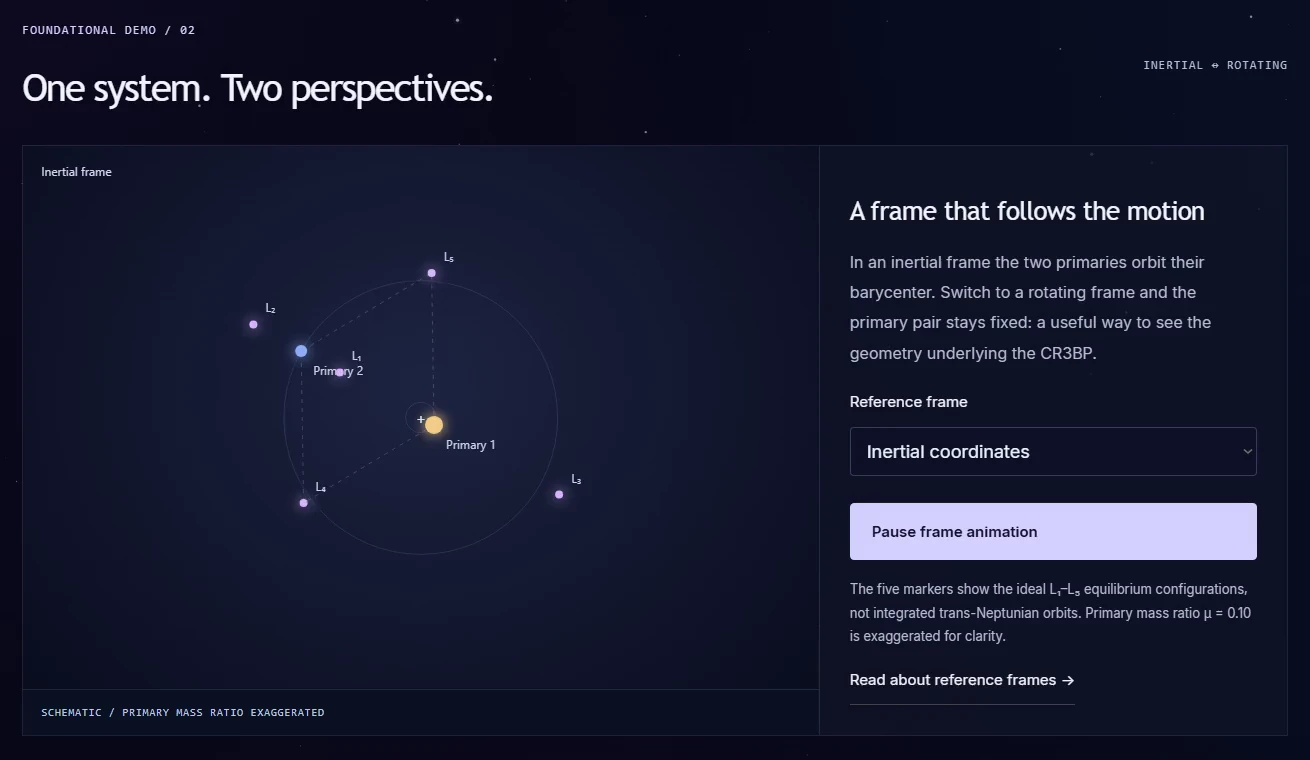 FOUNDATIONAL DEMO / 02
One system. Two perspectives.
INERTIAL ↔ ROTATING
Inertial frame
L₅
L₂
L₁
Primary 2
+
Primary 1
L₃
L₄
SCHEMATIC / PRIMARY MASS RATIO EXAGGERATED
A frame that follows the motion
In an inertial frame the two primaries orbit their
barycenter. Switch to a rotating frame and the
primary pair stays fixed: a useful way to see the
geometry underlying the CR3BP.
Reference frame
Inertial coordinates
Pause frame animation
The five markers show the ideal L₁–L₅ equilibrium configurations,
not integrated trans-Neptunian orbits. Primary mass ratio μ = 0.10
is exaggerated for clarity.
Read about reference frames →